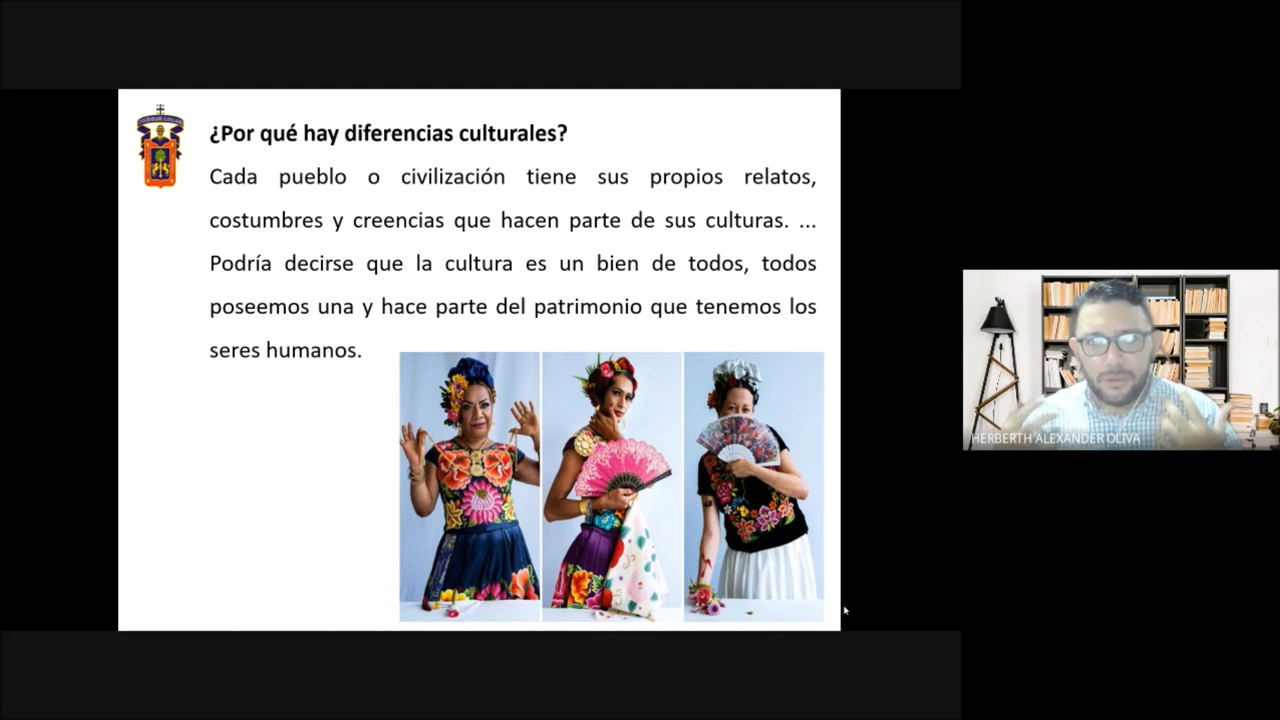 ¿Por qué hay diferencias culturales?
Cada pueblo o civilización tiene sus propios relatos,
costumbres y creencias que hacen parte de sus culturas. ...
Podría decirse que la cultura es un bien de todos, todos
poseemos una y hace parte del patrimonio que tenemos los
seres humanos.
HERBERTH ALEXANDER OLIVA